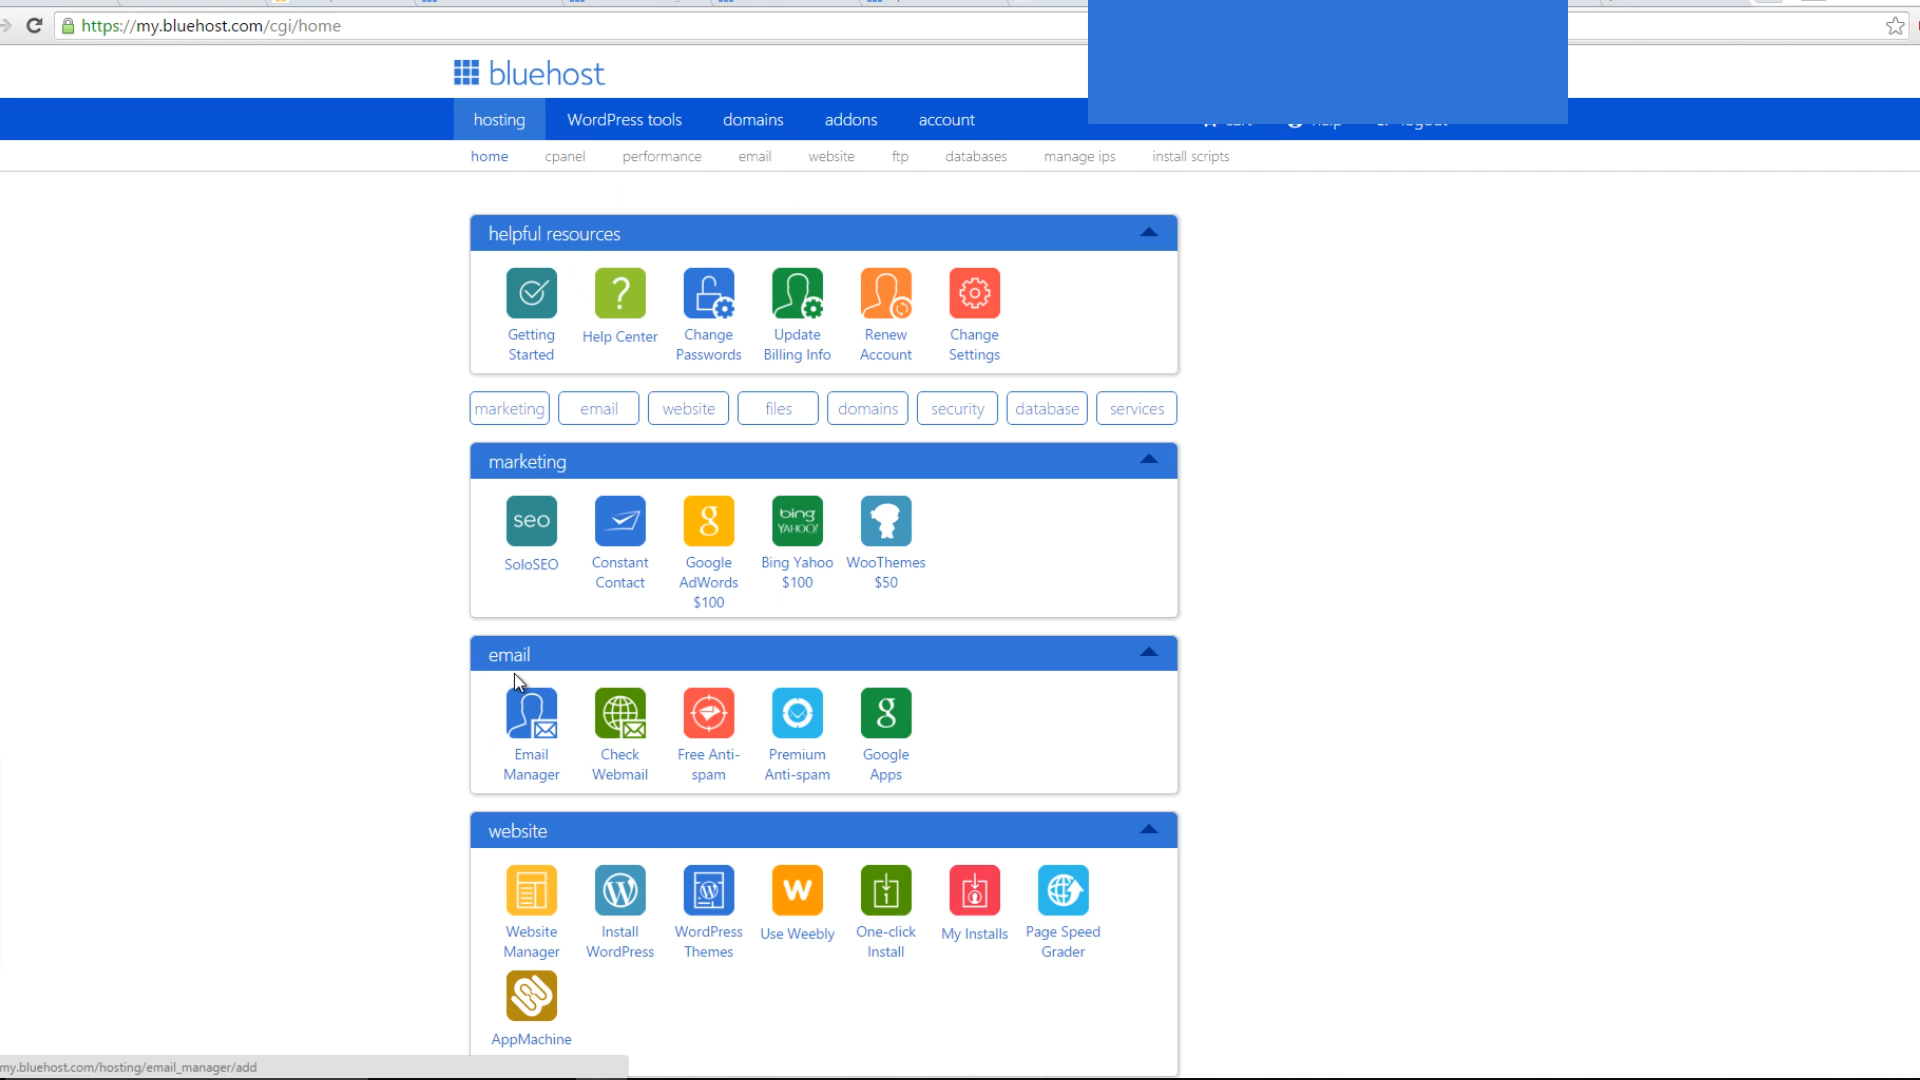 https://my.bluehost.com/cgi/home
bluehost
hosting WordPress tools domains addons account
home cpanel performance email website ftp databases manage ips install scripts
helpful resources
Getting Started
Help Center
Change Passwords
Update Billing Info
Renew Account
Change Settings
marketing email website files domains security database services
marketing
seo
SoloSEO
Constant Contact
g
Google AdWords $100
bing YAHOO!
Bing Yahoo $100
WooThemes $50
email
Email Manager
Check Webmail
Free Anti-spam
Premium Anti-spam
g
Google Apps
website
Website Manager
Install WordPress
WordPress Themes
Use Weebly
One-click Install
My Installs
Page Speed Grader
AppMachine
my.bluehost.com/hosting/email_manager/add